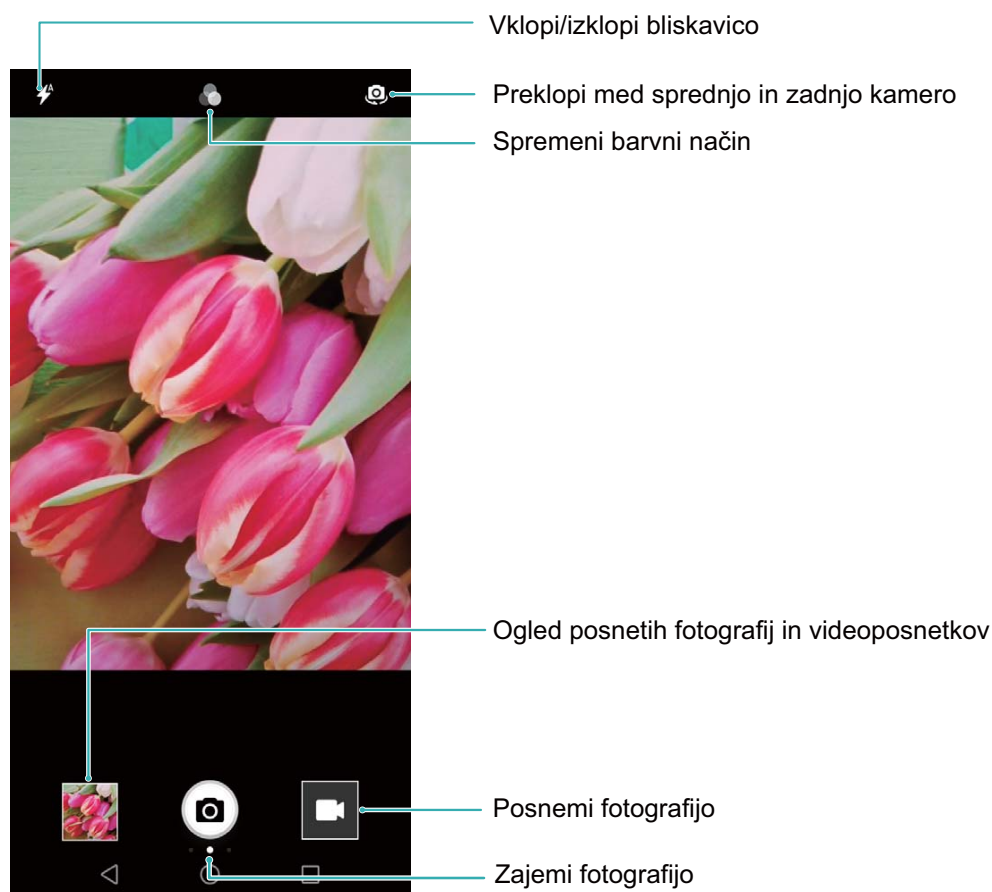 Vklopi/izklopi bliskavico
A
Preklopi med sprednjo in zadnjo kamero
Spremeni barvni način
Ogled posnetih fotografij in videoposnetkov
Posnemi fotografijo
Zajemi fotografijo